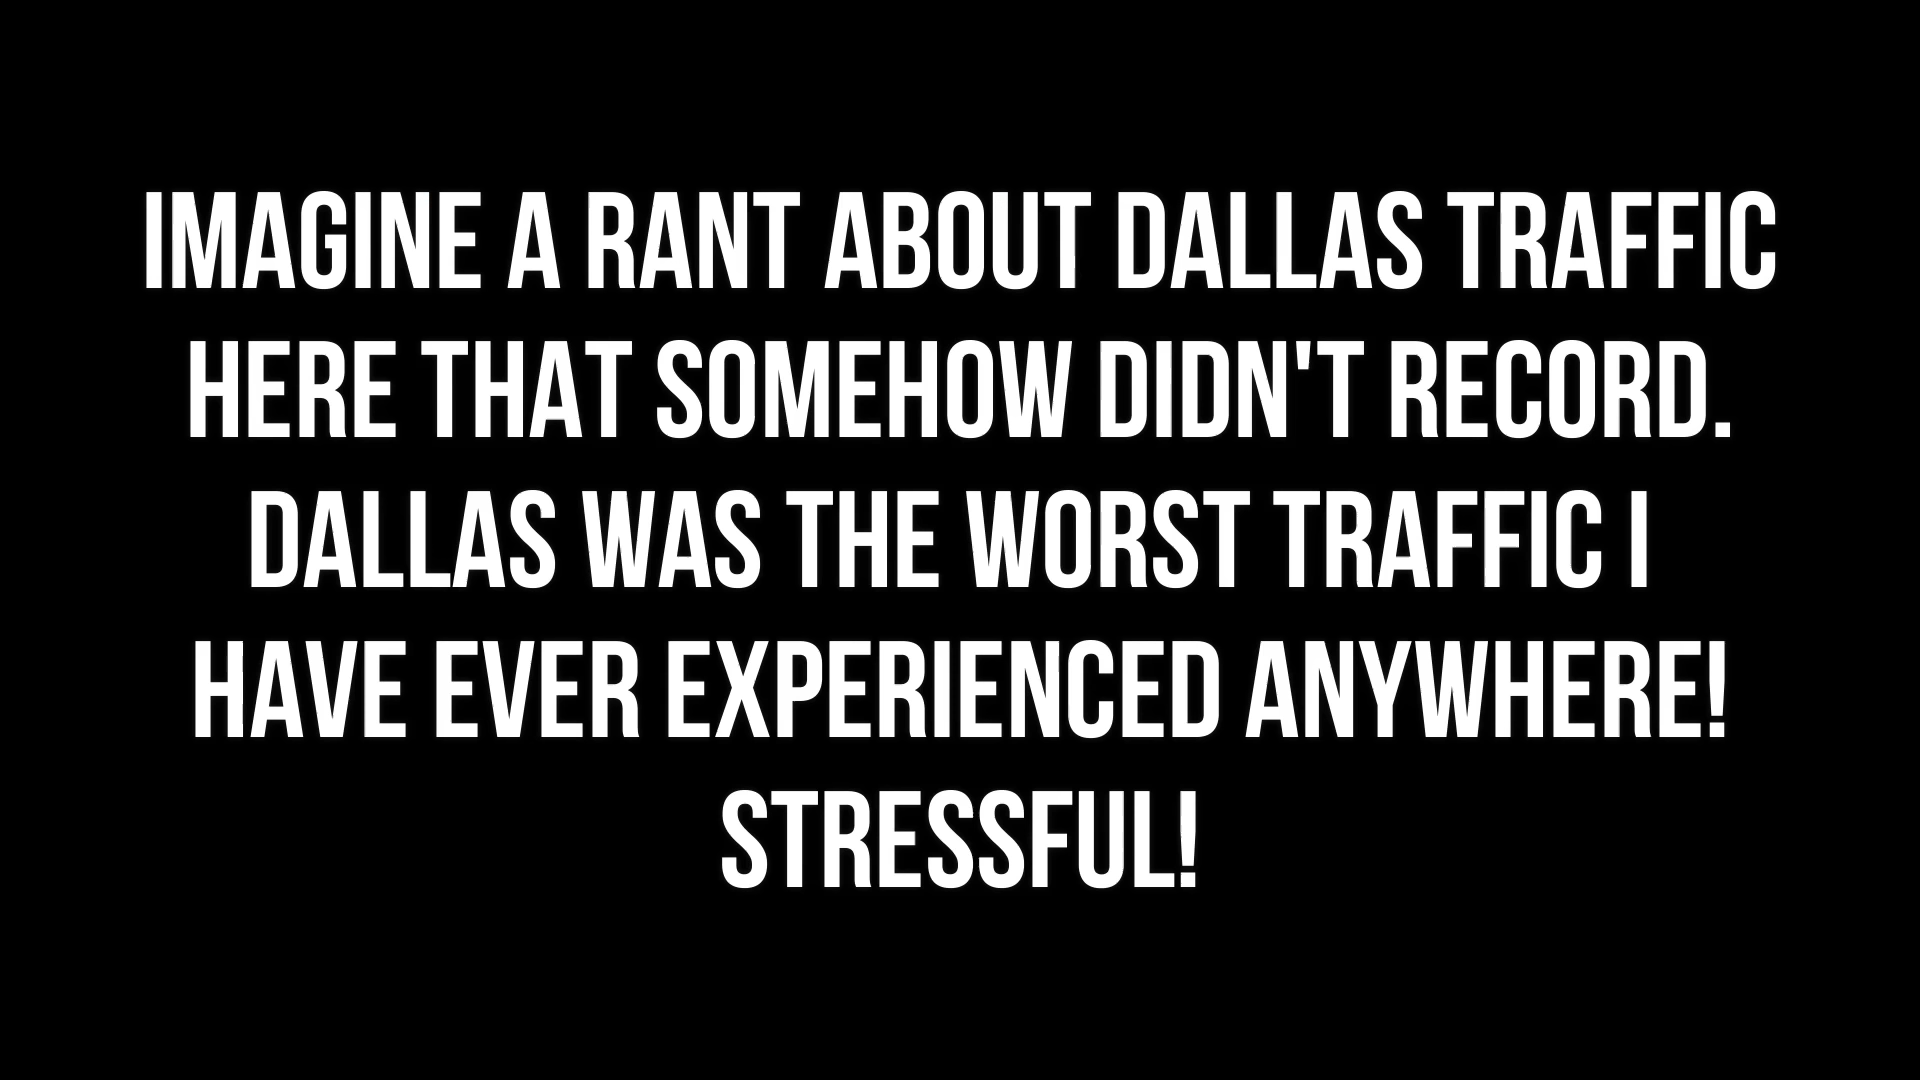 IMAGINE A RANT ABOUT DALLAS TRAFFIC
HERE THAT SOMEHOW DIDN'T RECORD.
DALLAS WAS THE WORST TRAFFIC I
HAVE EVER EXPERIENCED ANYWHERE!
STRESSFUL!